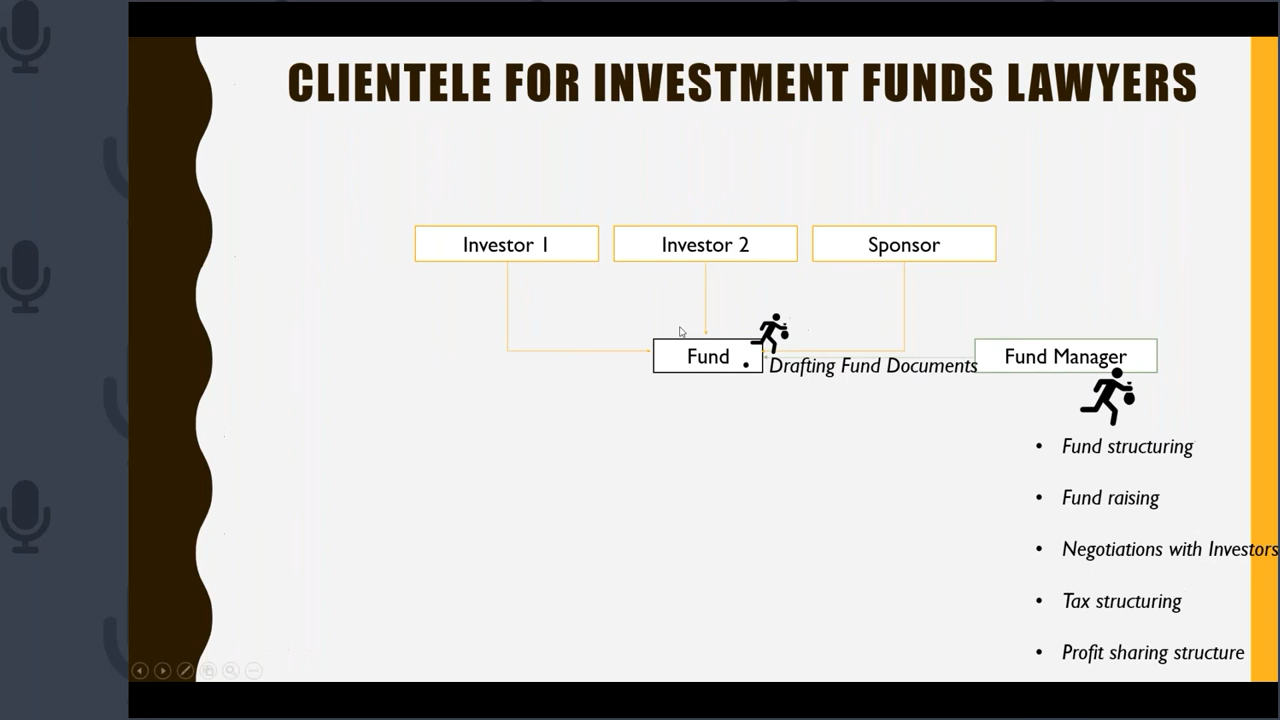 CLIENTELE FOR INVESTMENT FUNDS LAWYERS
Investor 1
Investor 2
Sponsor
Fund
Fund Manager
• Drafting Fund Documents
• Fund structuring
• Fund raising
• Negotiations with Investors
• Tax structuring
• Profit sharing structure